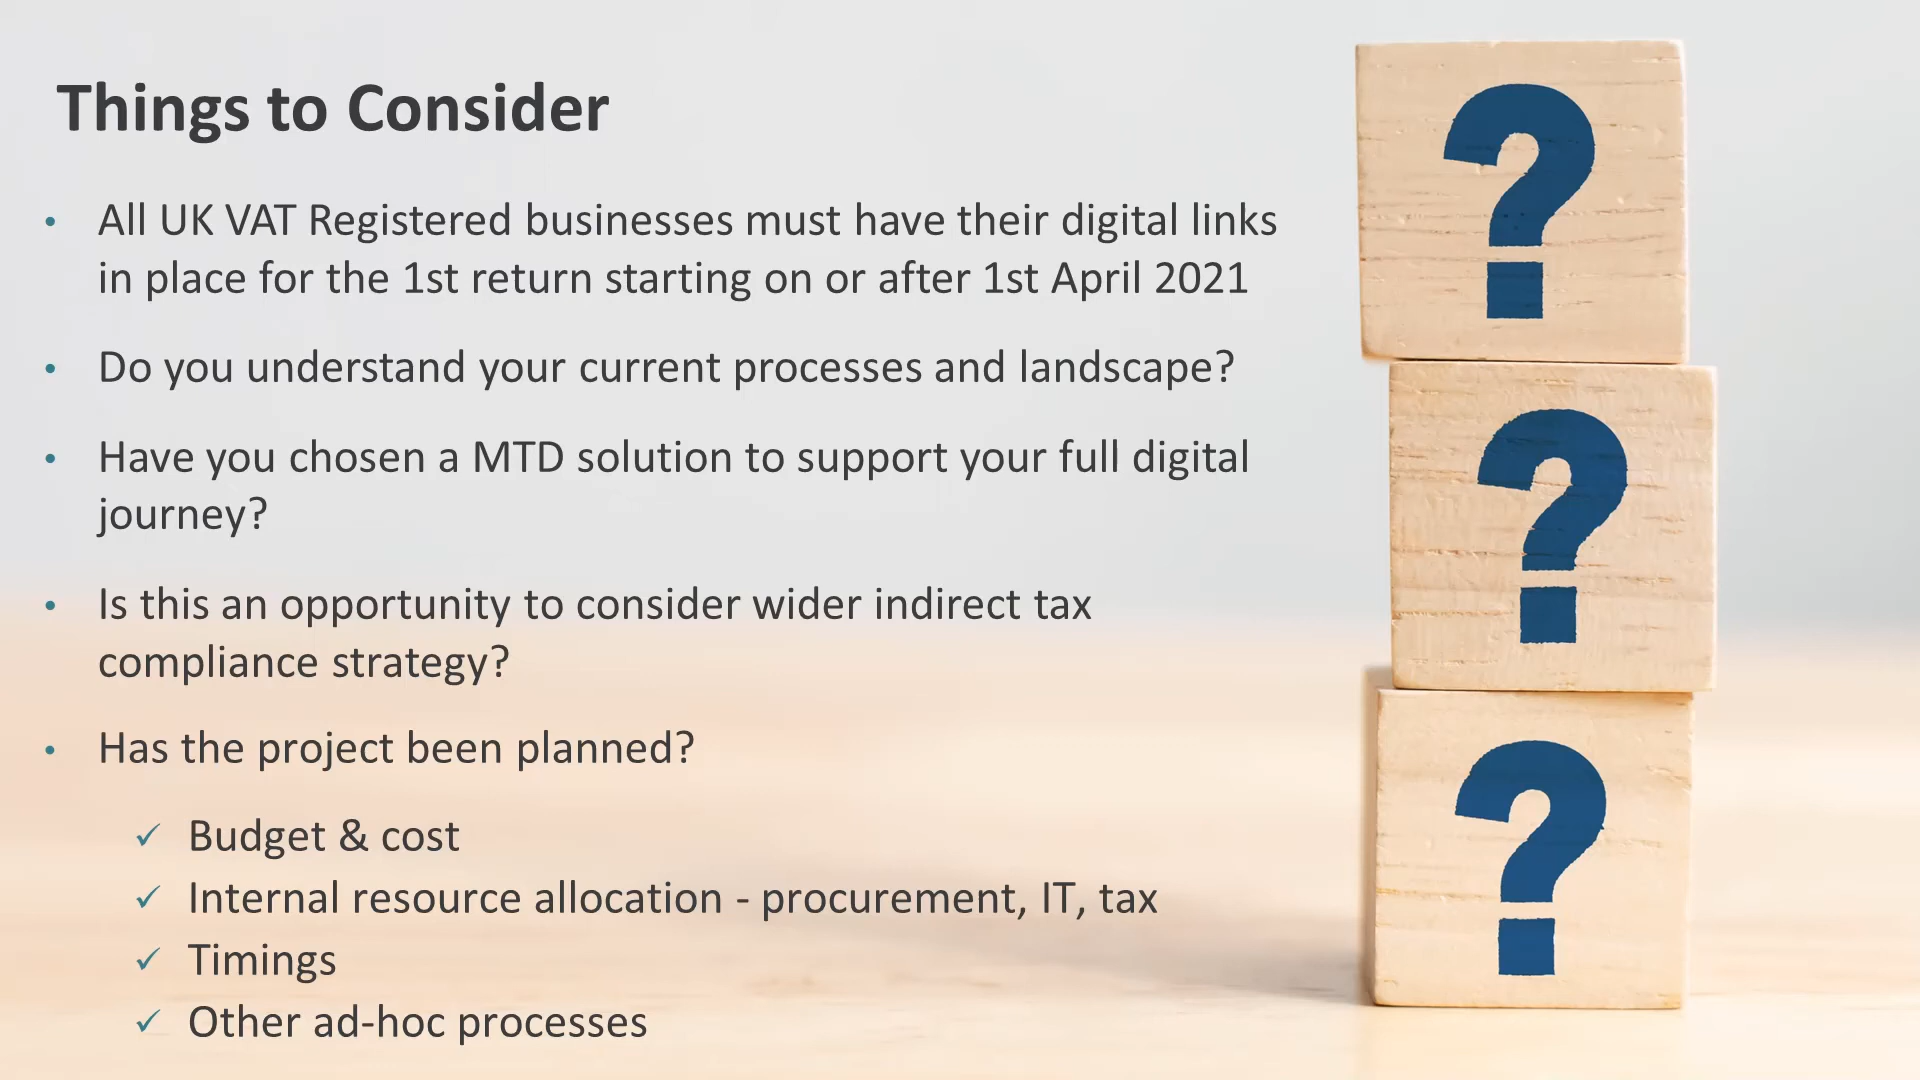 Things to Consider
• All UK VAT Registered businesses must have their digital links
in place for the 1st return starting on or after 1st April 2021
• Do you understand your current processes and landscape?
• Have you chosen a MTD solution to support your full digital
journey?
• Is this an opportunity to consider wider indirect tax
compliance strategy?
• Has the project been planned?
✓ Budget & cost
✓ Internal resource allocation - procurement, IT, tax
✓ Timings
✓ Other ad-hoc processes
?
?
?